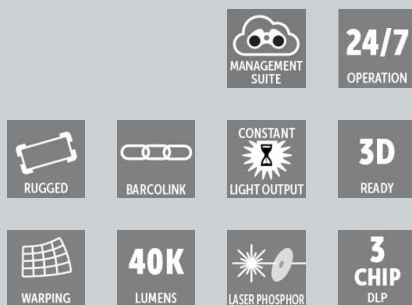 MANAGEMENT
SUITE
24/7
OPERATION
RUGGED
BARCOLINK
CONSTANT
LIGHT OUTPUT
3D
READY
WARPING
40K
LUMENS
LASER PHOSPHOR
3
CHIP
DLP